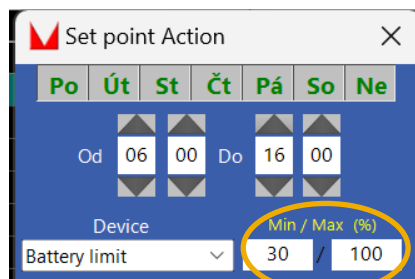 Set point Action
Po Út St Čt Pá So Ne
Od 06 00 Do 16 00
Device Min / Max (%)
Battery limit 30 / 100